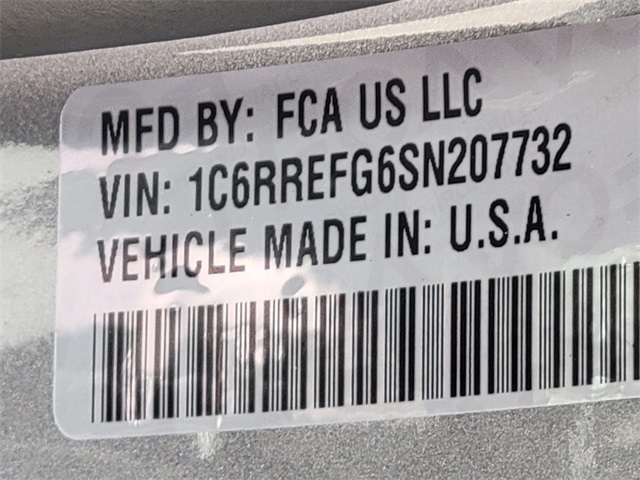 MFD BY: FCA US LLC
VIN: 1C6RREFG6SN207732
VEHICLE MADE IN: U.S.A.